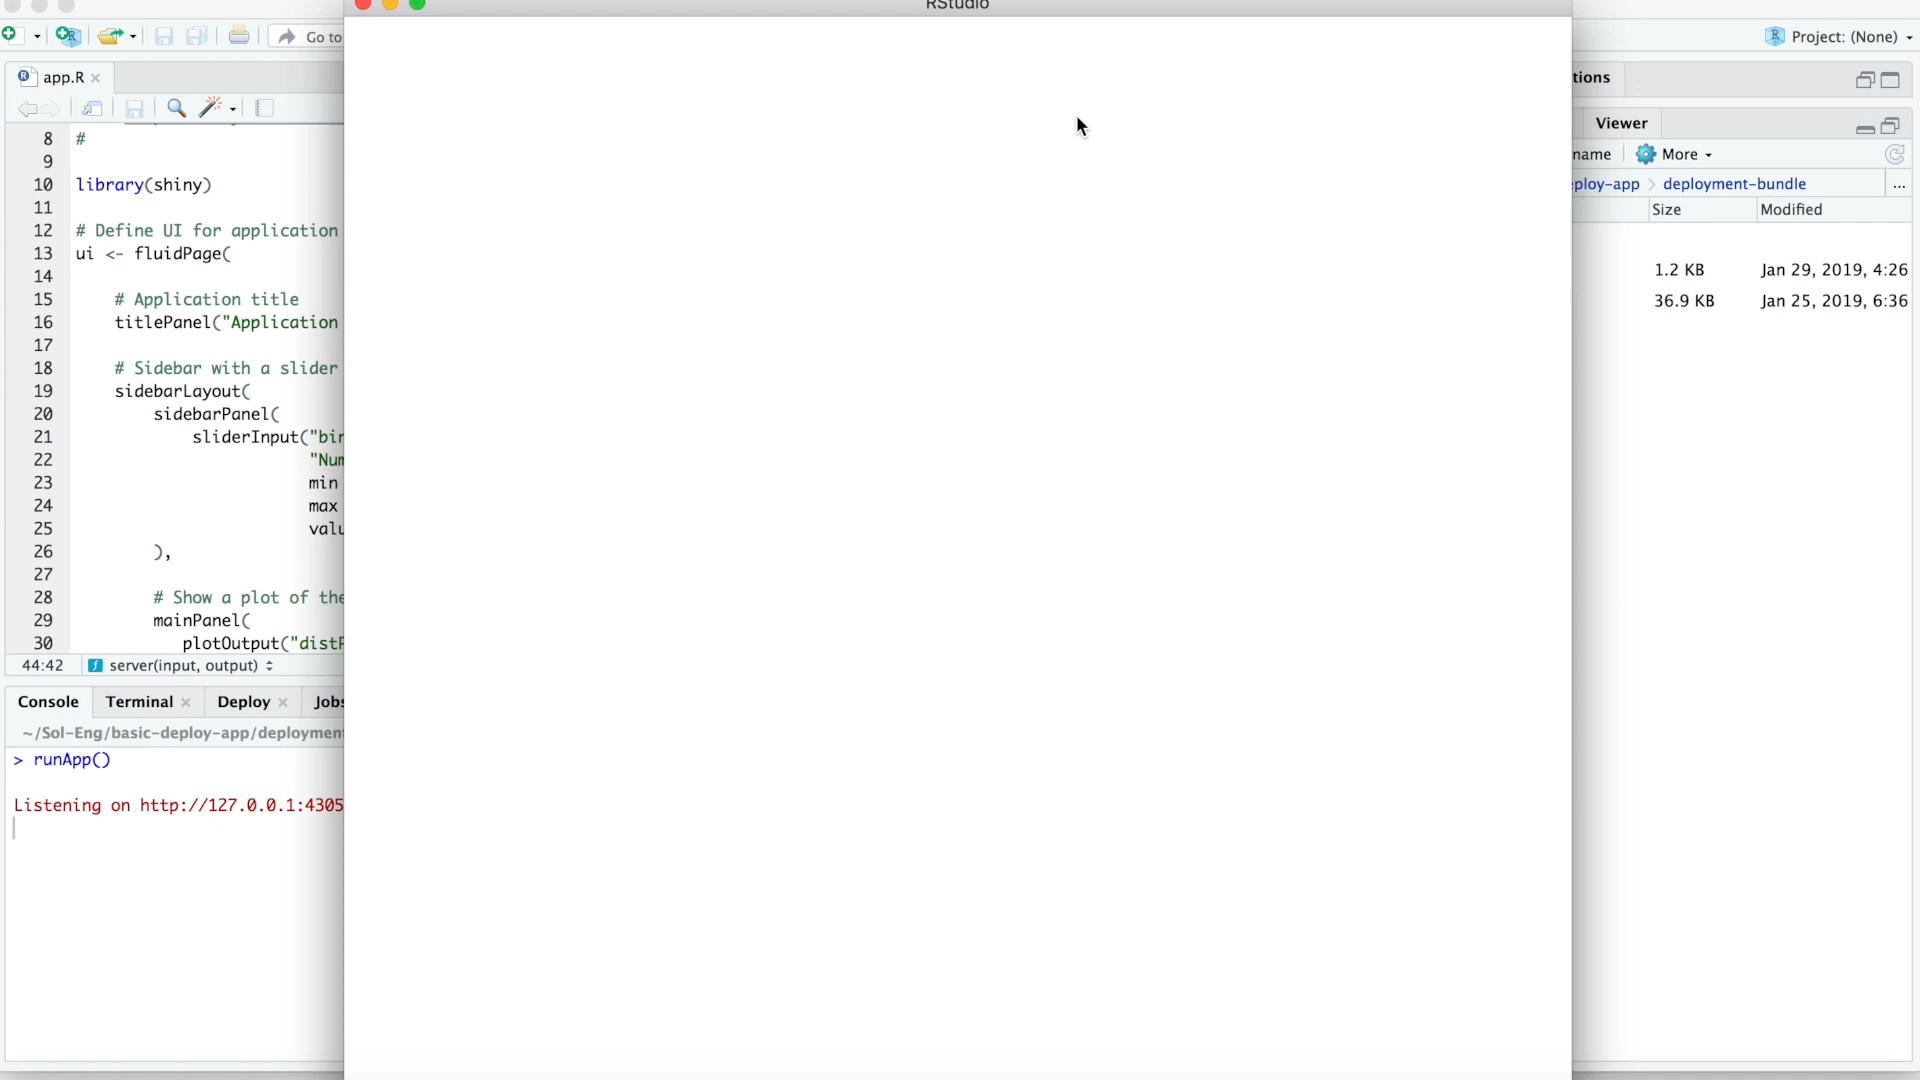 RStudio
Go to
Project: (None)
app.R
8 #
9
10 library(shiny)
11
12 # Define UI for application
13 ui <- fluidPage(
14
15 # Application title
16 titlePanel("Application
17
18 # Sidebar with a slider
19 sidebarLayout(
20 sidebarPanel(
21 sliderInput("bin
22 "Num
23 min
24 max
25 valu
26 ),
27
28 # Show a plot of the
29 mainPanel(
30 plotOutput("distP
44:42 server(input, output)
Console Terminal Deploy Jobs
~/Sol-Eng/basic-deploy-app/deployment
> runApp()
Listening on http://127.0.0.1:4305
tions
Viewer
name More
eploy-app > deployment-bundle ...
Size Modified
1.2 KB Jan 29, 2019, 4:26
36.9 KB Jan 25, 2019, 6:36